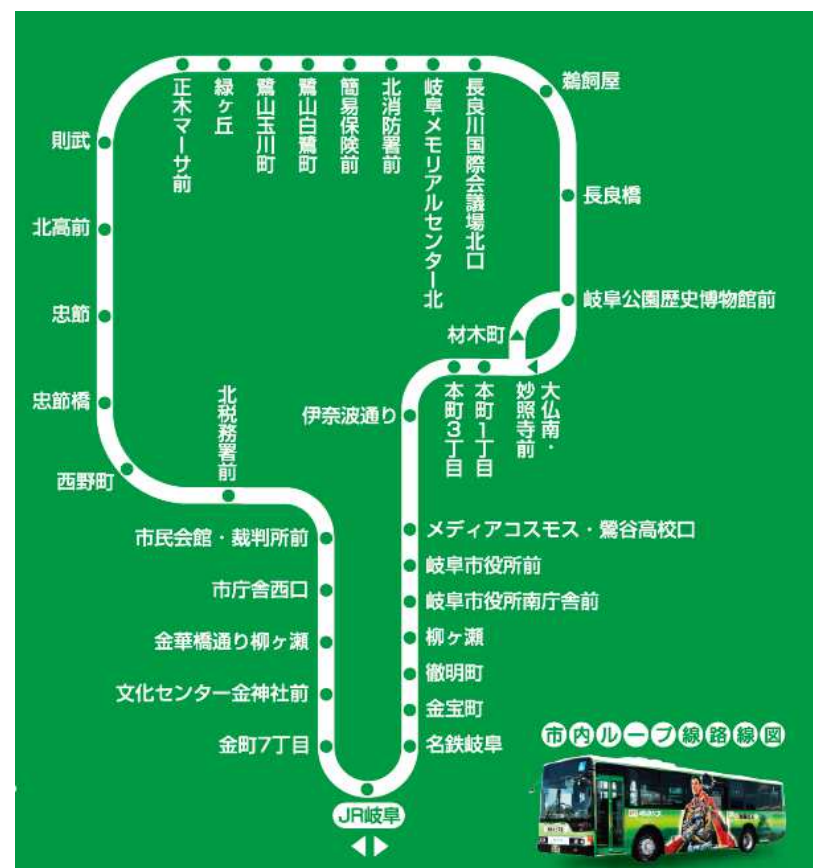 正木マーサ前
緑ヶ丘
鷺山玉川町
鷺山白鷺町
簡易保険前
北消防署前
岐阜メモリアルセンター北
長良川国際会議場北口
鵜飼屋
則武
長良橋
北高前
岐阜公園歴史博物館前
忠節
材木町
忠節橋
北税務署前
伊奈波通り
本町3丁目
本町1丁目
大仏南・
妙照寺前
西野町
市民会館・裁判所前
メディアコスモス・鶯谷高校口
岐阜市役所前
市庁舎西口
岐阜市役所南庁舎前
金華橋通り柳ヶ瀬
柳ヶ瀬
徹明町
文化センター金神社前
金宝町
金町7丁目
名鉄岐阜
市内ループ線路線図
JR岐阜